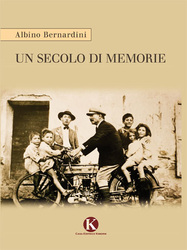 Albino Bernardini
UN SECOLO DI MEMORIE
K